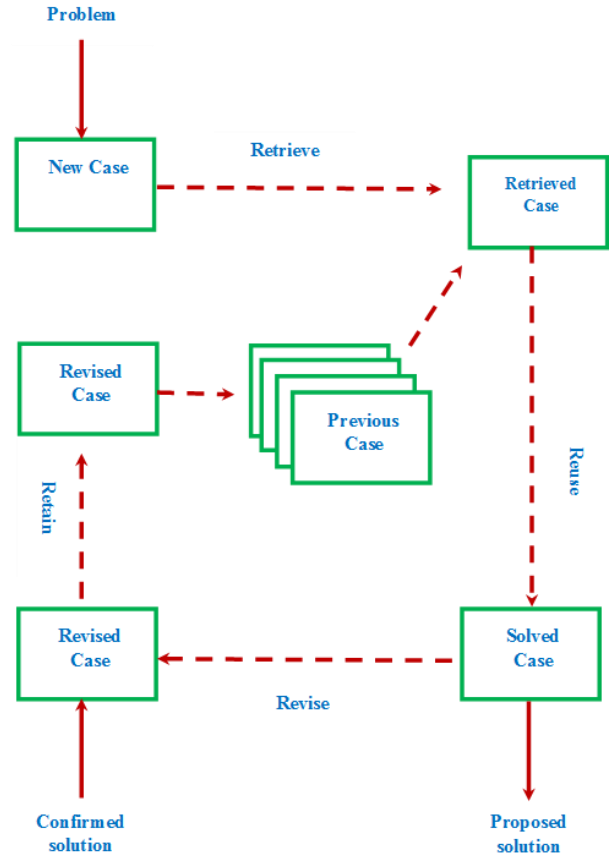 Problem
New Case
Retrieve
Retrieved
Case
Revised
Case
Previous
Case
Reuse
Retain
Revised
Case
Solved
Case
Revise
Confirmed
solution
Proposed
solution